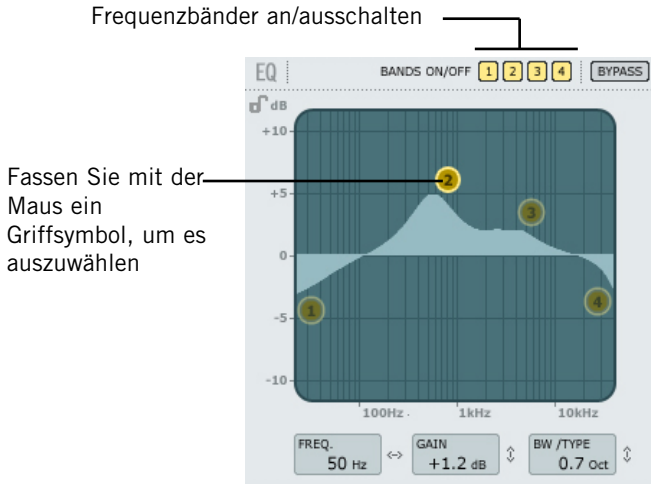 Frequenzbänder an/ausschalten
EQ
BANDS ON/OFF 1 2 3 4 BYPASS
dB
+10
Fassen Sie mit der
Maus ein
Griffsymbol, um es
auszuwählen
2
+5
3
0
1
4
-5
-10
100Hz 1kHz 10kHz
FREQ. GAIN BW /TYPE
50 Hz +1.2 dB 0.7 Oct